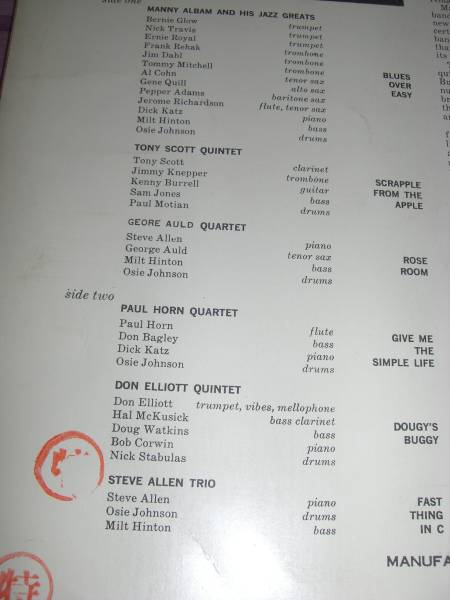 side one
MANNY ALBAM AND HIS JAZZ GREATS
Bernie Glow trumpet
Nick Travis trumpet
Ernie Royal trumpet
Frank Rehak trombone
Jim Dahl trombone
Tommy Mitchell trombone
Al Cohn tenor sax
Gene Quill alto sax
Pepper Adams baritone sax
Jerome Richardson flute, tenor sax
Dick Katz piano
Milt Hinton bass
Osie Johnson drums
BLUES
OVER
EASY
TONY SCOTT QUINTET
Tony Scott clarinet
Jimmy Knepper trombone
Kenny Burrell guitar
Sam Jones bass
Paul Motian drums
SCRAPPLE
FROM THE
APPLE
GEORE AULD QUARTET
Steve Allen piano
George Auld tenor sax
Milt Hinton bass
Osie Johnson drums
ROSE
ROOM
side two
PAUL HORN QUARTET
Paul Horn flute
Don Bagley bass
Dick Katz piano
Osie Johnson drums
GIVE ME
THE
SIMPLE LIFE
DON ELLIOTT QUINTET
Don Elliott trumpet, vibes, mellophone
Hal McKusick bass clarinet
Doug Watkins bass
Bob Corwin piano
Nick Stabulas drums
DOUGY'S
BUGGY
STEVE ALLEN TRIO
Steve Allen piano
Osie Johnson drums
Milt Hinton bass
FAST
THING
IN C
MANUFA
特